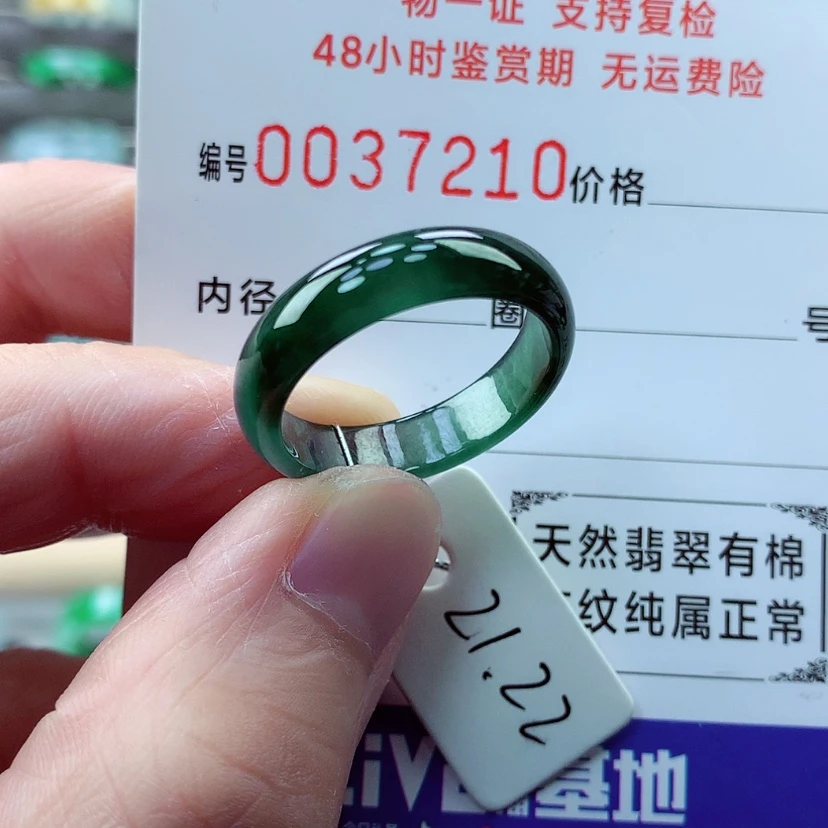 物一证 支持复检
48小时鉴赏期 无运费险
编号0037210价格
内径 圈 号
天然翡翠有棉
纹纯属正常
21.22
基地